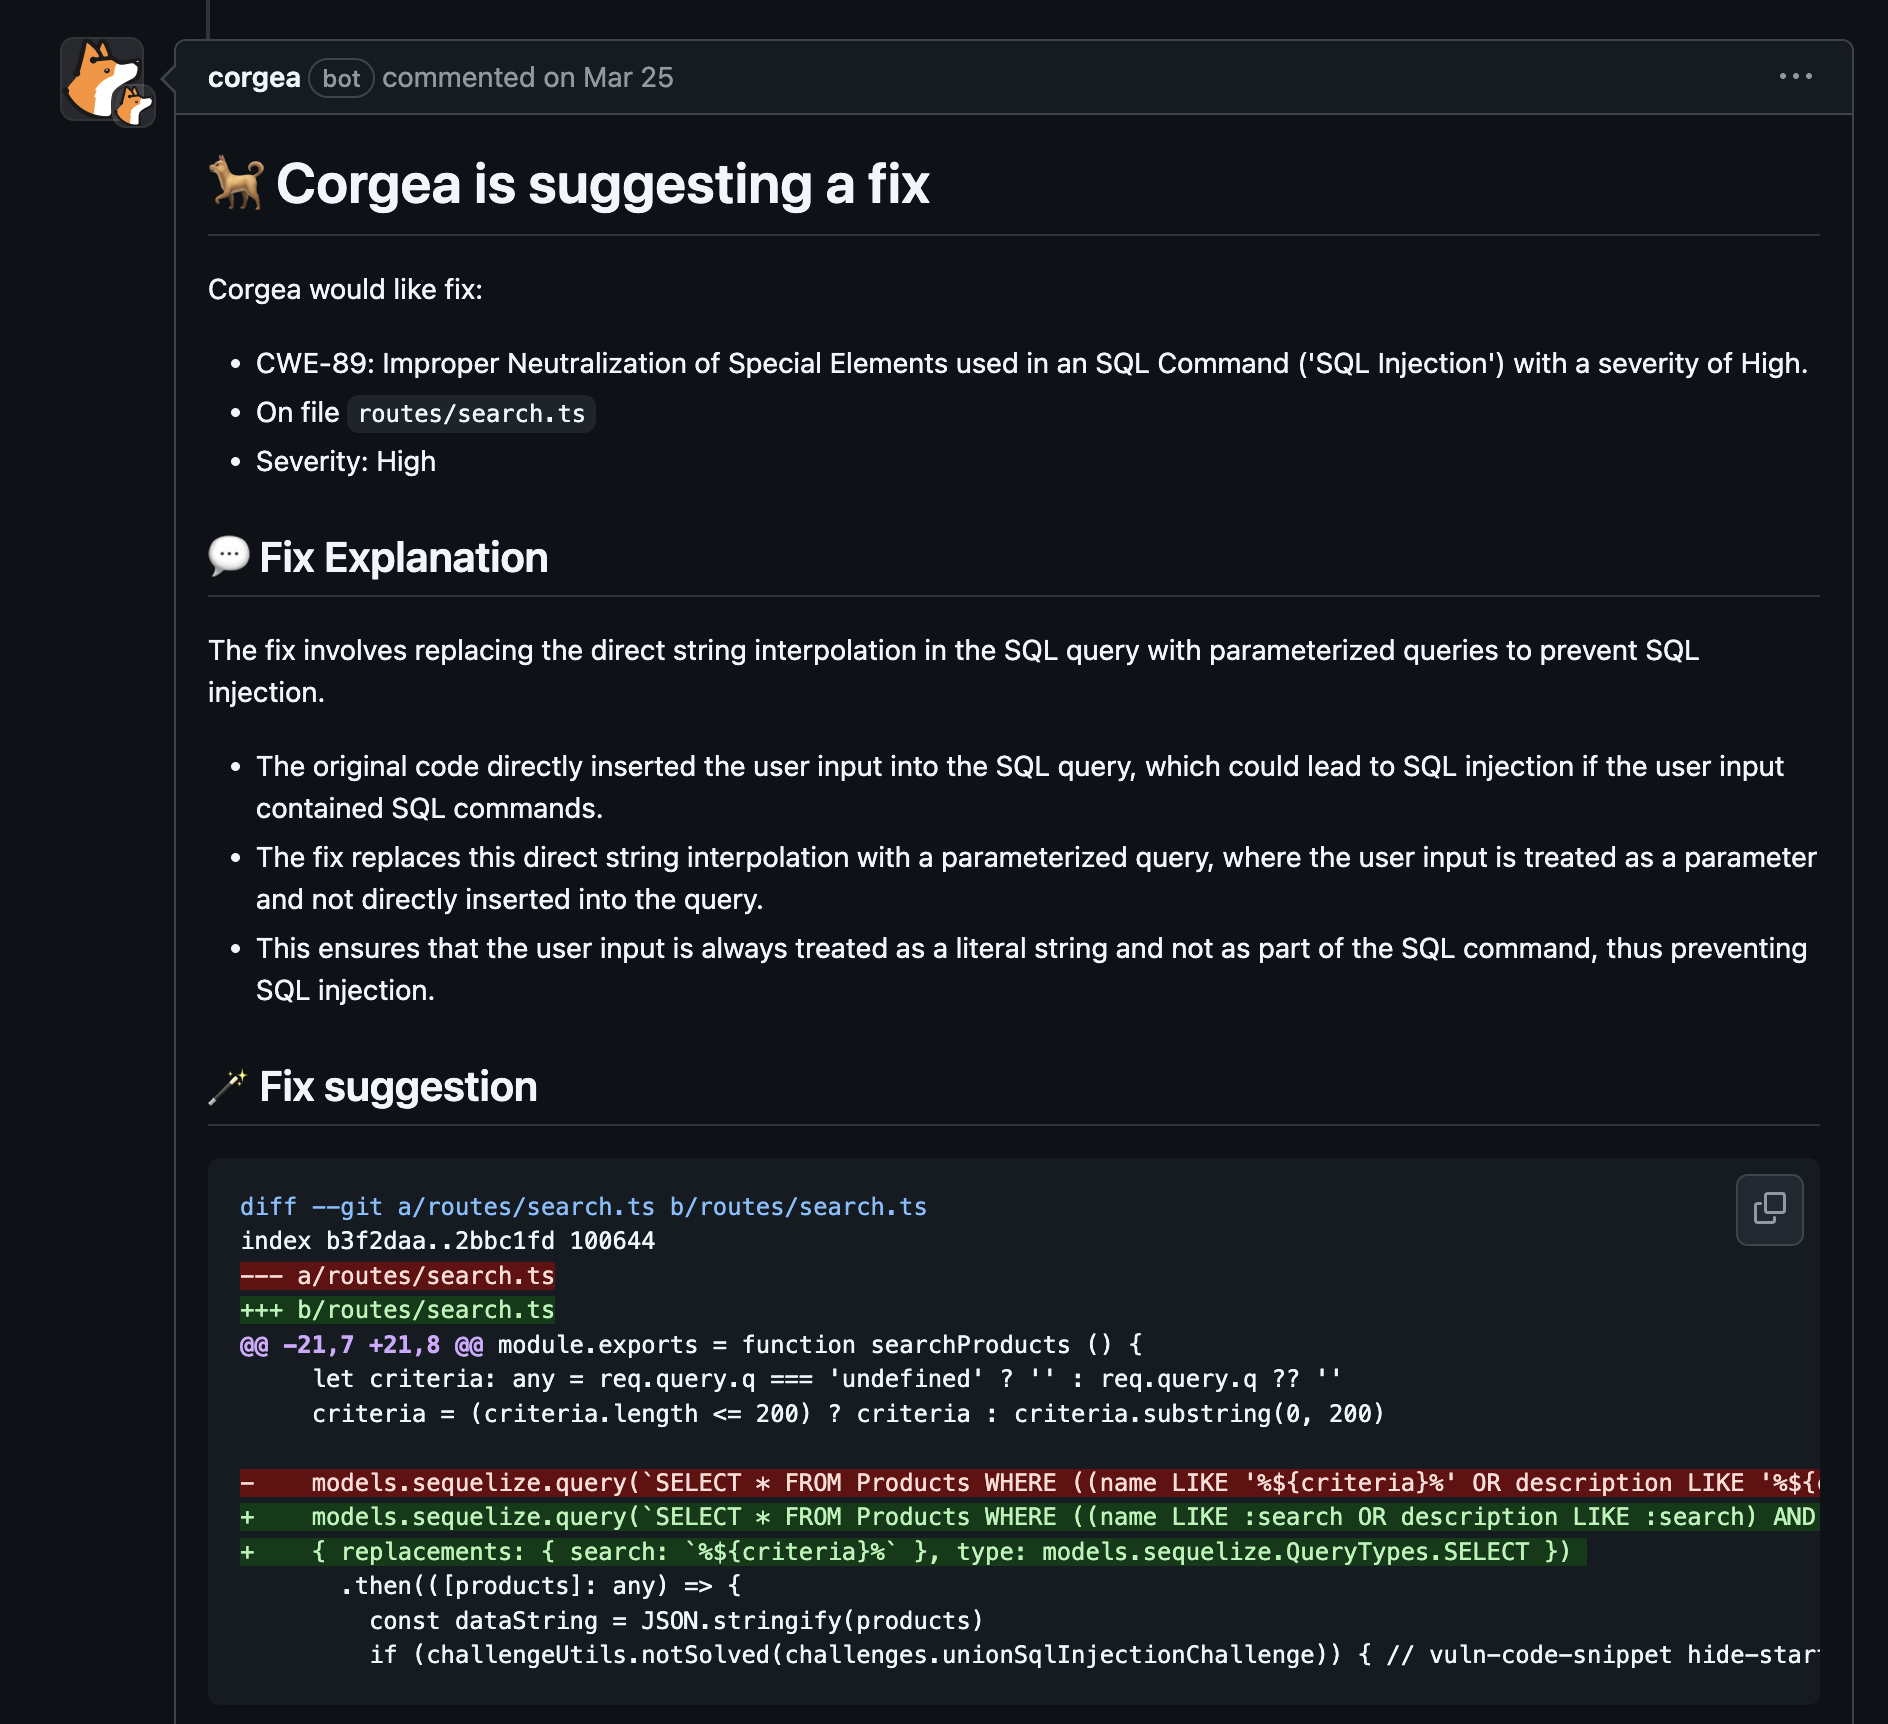 corgea bot commented on Mar 25
Corgea is suggesting a fix
Corgea would like fix:
• CWE-89: Improper Neutralization of Special Elements used in an SQL Command ('SQL Injection') with a severity of High.
• On file routes/search.ts
• Severity: High
Fix Explanation
The fix involves replacing the direct string interpolation in the SQL query with parameterized queries to prevent SQL
injection.
• The original code directly inserted the user input into the SQL query, which could lead to SQL injection if the user input
contained SQL commands.
• The fix replaces this direct string interpolation with a parameterized query, where the user input is treated as a parameter
and not directly inserted into the query.
• This ensures that the user input is always treated as a literal string and not as part of the SQL command, thus preventing
SQL injection.
Fix suggestion
diff --git a/routes/search.ts b/routes/search.ts
index b3f2daa..2bbc1fd 100644
--- a/routes/search.ts
+++ b/routes/search.ts
@@ -21,7 +21,8 @@ module.exports = function searchProducts () {
     let criteria: any = req.query.q === 'undefined' ? '' : req.query.q ?? ''
     criteria = (criteria.length <= 200) ? criteria : criteria.substring(0, 200)
-    models.sequelize.query(`SELECT * FROM Products WHERE ((name LIKE '%${criteria}%' OR description LIKE '%${
+    models.sequelize.query(`SELECT * FROM Products WHERE ((name LIKE :search OR description LIKE :search) AND
+    { replacements: { search: `%${criteria}%` }, type: models.sequelize.QueryTypes.SELECT })
       .then(([products]: any) => {
         const dataString = JSON.stringify(products)
         if (challengeUtils.notSolved(challenges.unionSqlInjectionChallenge)) { // vuln-code-snippet hide-star